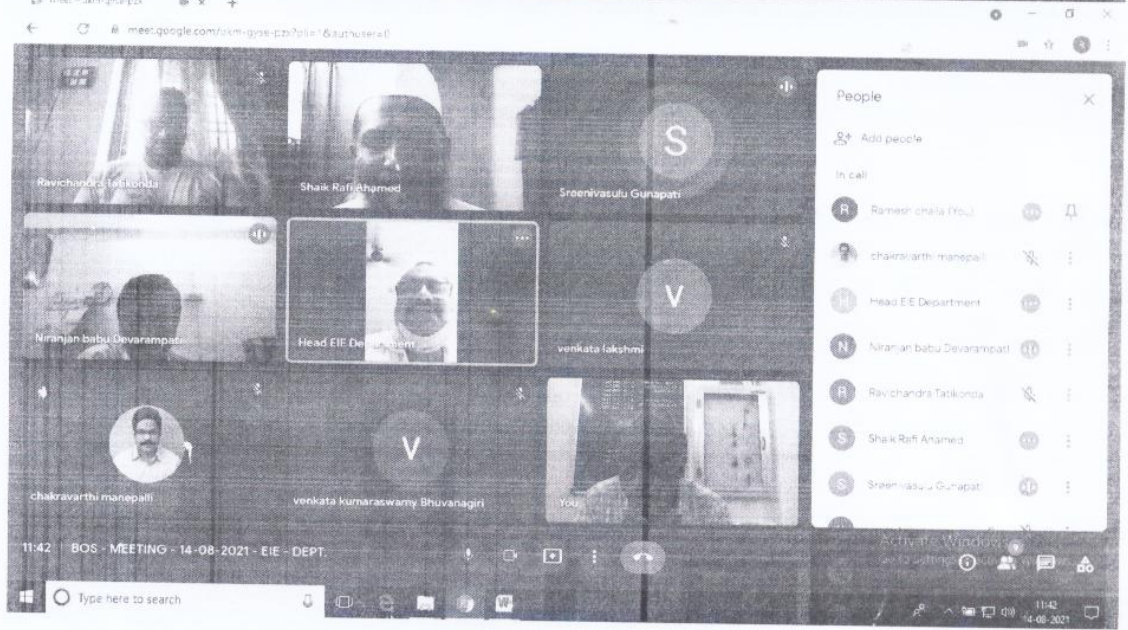 meet.google.com/
Ravichandra Tatikonda
Shaik Rafi Ahamed
S
Sreenivasulu Gunapati
Niranjan babu Devarampati
Head EIE Department
V
venkata lakshmi
chakravarthi manepalli
V
venkata kumaraswamy Bhuvanagiri
You
People
Add people
In call
R
Ramesh challa (You)
chakravarthi manepalli
H
Head EIE Department
N
Niranjan babu Devarampati
R
Ravichandra Tatikonda
S
Shaik Rafi Ahamed
S
Sreenivasulu Gunapati
11:42
BOS - MEETING - 14-08-2021 - EIE - DEPT.
Activate Windows
9
Type here to search
W
11:42
14-08-2021